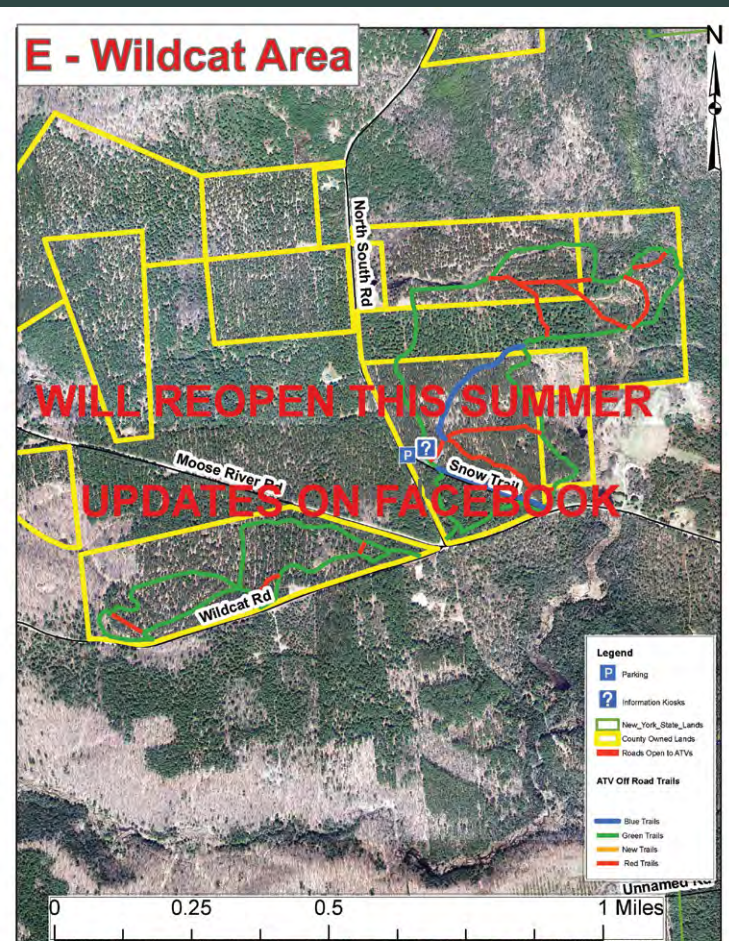 E - Wildcat Area
N
North South Rd
WILL REOPEN THIS SUMMER
P
?
Moose River Rd
Snow Trail
UPDATES ON FACEBOOK
Wildcat Rd
Legend
P Parking
? Information Kiosks
New_York_State_Lands
County Owned Lands
Roads Open to ATVs
ATV Off Road Trails
Blue Trails
Green Trails
New Trails
Red Trails
Unnamed Rd
0 0.25 0.5 1 Miles